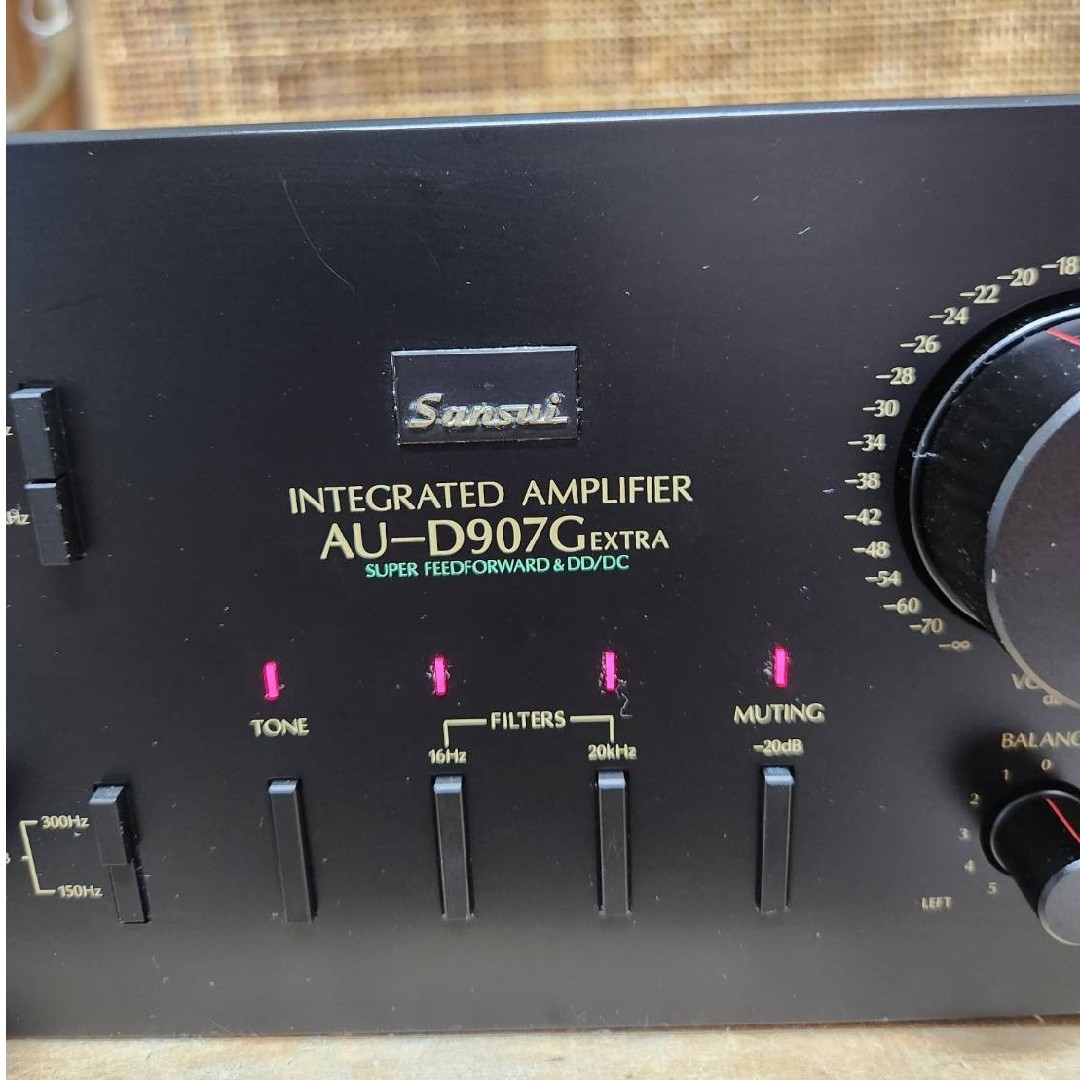 Sansui
INTEGRATED AMPLIFIER
AU-D907G EXTRA
SUPER FEEDFORWARD & DD/DC
-18
-20
-22
-24
-26
-28
-30
-34
-38
-42
-48
-54
-60
-70
-∞
TONE
FILTERS
MUTING
16Hz
20kHz
-20dB
300Hz
150Hz
0
1
2
3
4
5
LEFT